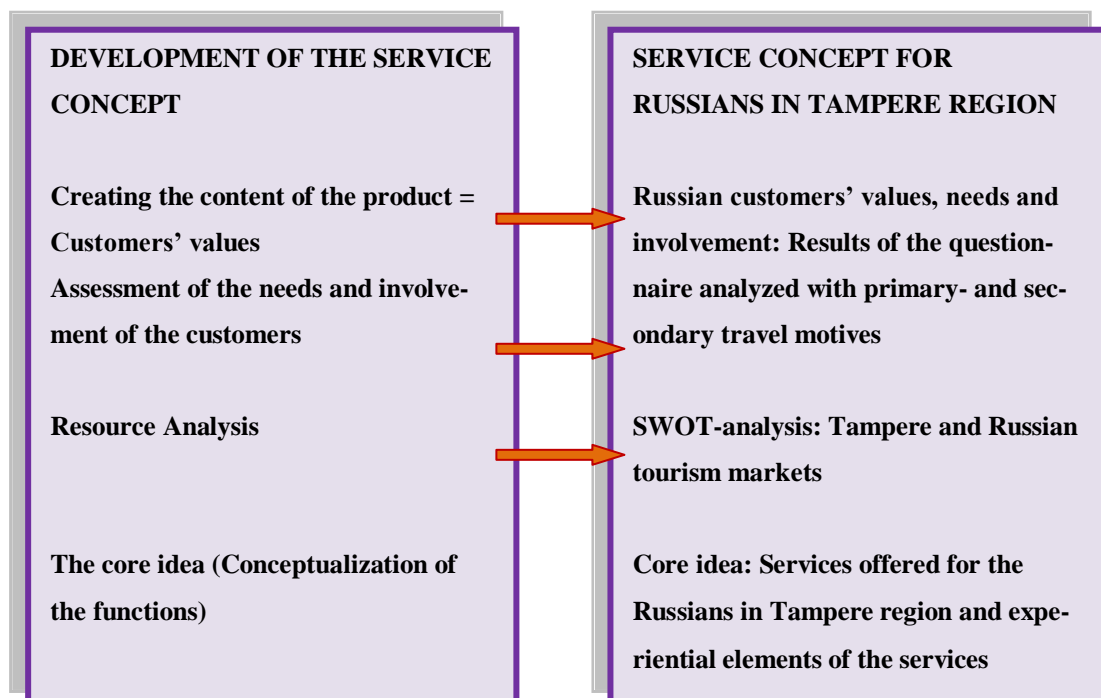 DEVELOPMENT OF THE SERVICE
CONCEPT
Creating the content of the product =
Customers’ values
Assessment of the needs and involve-
ment of the customers
Resource Analysis
The core idea (Conceptualization of
the functions)
SERVICE CONCEPT FOR
RUSSIANS IN TAMPERE REGION
Russian customers’ values, needs and
involvement: Results of the question-
naire analyzed with primary- and sec-
ondary travel motives
SWOT-analysis: Tampere and Russian
tourism markets
Core idea: Services offered for the
Russians in Tampere region and expe-
riential elements of the services